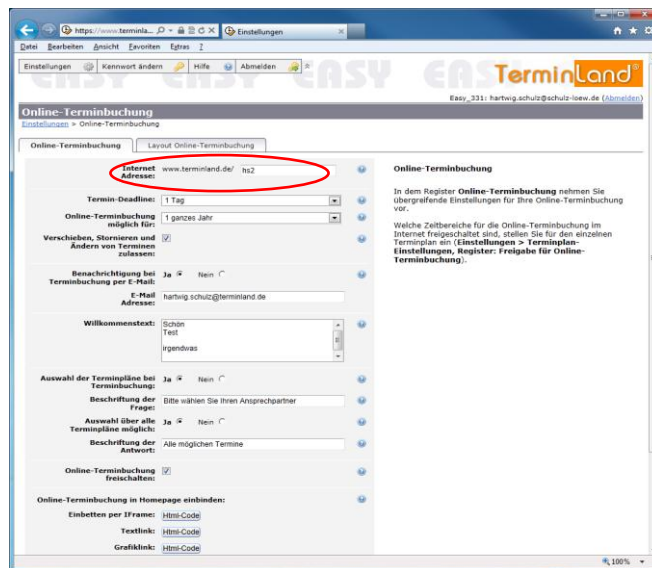 https://www.terminla...
Einstellungen
Datei Bearbeiten Ansicht Favoriten Extras ?
Einstellungen Kennwort ändern Hilfe Abmelden
EASY EASY EASY EASY
TerminLand®
Easy_331: hartwig.schulz@schulz-loew.de (Abmelden)
Online-Terminbuchung
Einstellungen > Online-Terminbuchung
Online-Terminbuchung Layout Online-Terminbuchung
Internet Adresse: www.terminland.de/ hs2
Termin-Deadline: 1 Tag
Online-Terminbuchung möglich für: 1 ganzes Jahr
Verschieben, Stornieren und Ändern von Terminen zulassen:
Benachrichtigung bei Terminbuchung per E-Mail: Ja Nein
E-Mail Adresse: hartwig.schulz@terminland.de
Willkommenstext: Schön
Test
irgendwas
Auswahl der Terminpläne bei Terminbuchung: Ja Nein
Beschriftung der Frage: Bitte wählen Sie Ihren Ansprechpartner
Auswahl über alle Terminpläne möglich: Ja Nein
Beschriftung der Antwort: Alle möglichen Termine
Online-Terminbuchung freischalten:
Online-Terminbuchung in Homepage einbinden:
Einbetten per IFrame: Html-Code
Textlink: Html-Code
Grafiklink: Html-Code
Online-Terminbuchung
In dem Register Online-Terminbuchung nehmen Sie
übergreifende Einstellungen für Ihre Online-Terminbuchung
vor.
Welche Zeitbereiche für die Online-Terminbuchung im
Internet freigeschaltet sind, stellen Sie für den einzelnen
Terminplan ein (Einstellungen > Terminplan-
Einstellungen, Register: Freigabe für Online-
Terminbuchung).
100%